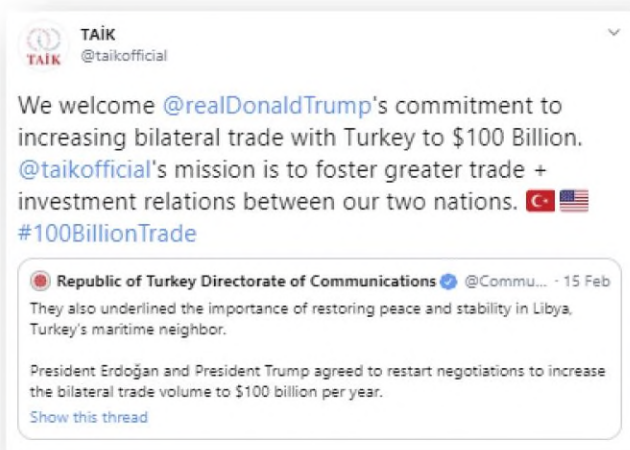 TAİK
@taikofficial
TAİK
We welcome @realDonaldTrump's commitment to
increasing bilateral trade with Turkey to $100 Billion.
@taikofficial's mission is to foster greater trade +
investment relations between our two nations. 🇹🇷 🇺🇸
#100BillionTrade
Republic of Turkey Directorate of Communications @Commu... · 15 Feb
They also underlined the importance of restoring peace and stability in Libya,
Turkey's maritime neighbor.
President Erdoğan and President Trump agreed to restart negotiations to increase
the bilateral trade volume to $100 billion per year.
Show this thread